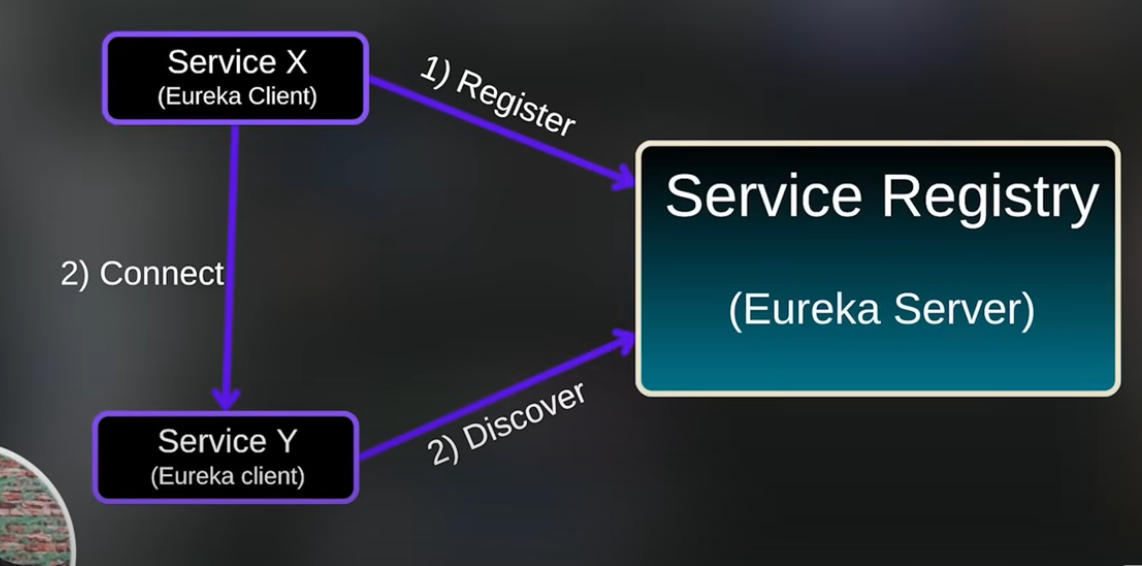 Service X
(Eureka Client)
1) Register
Service Registry
(Eureka Server)
2) Connect
2) Discover
Service Y
(Eureka client)